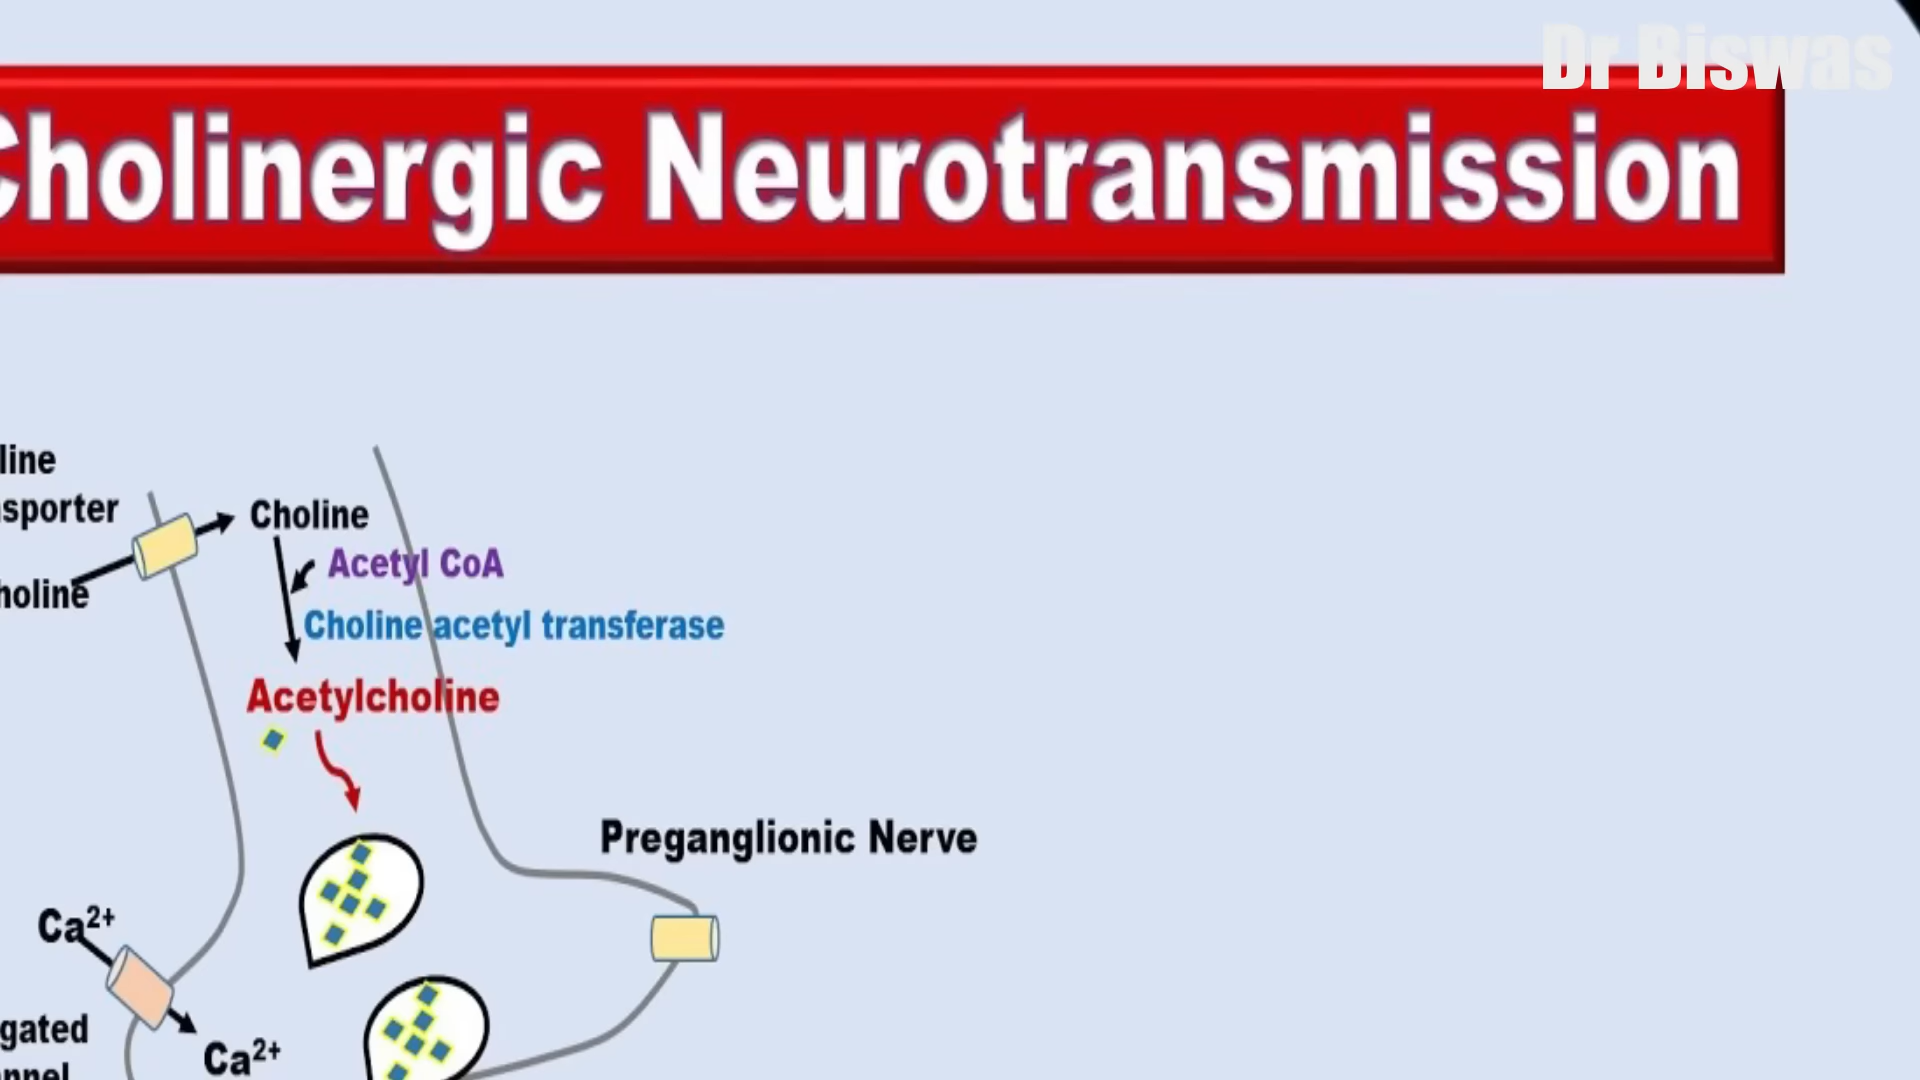 Dr Biswas
Cholinergic Neurotransmission
line
sporter
Choline
Acetyl CoA
holine
Choline acetyl transferase
Acetylcholine
Preganglionic Nerve
Ca²⁺
gated
Ca²⁺